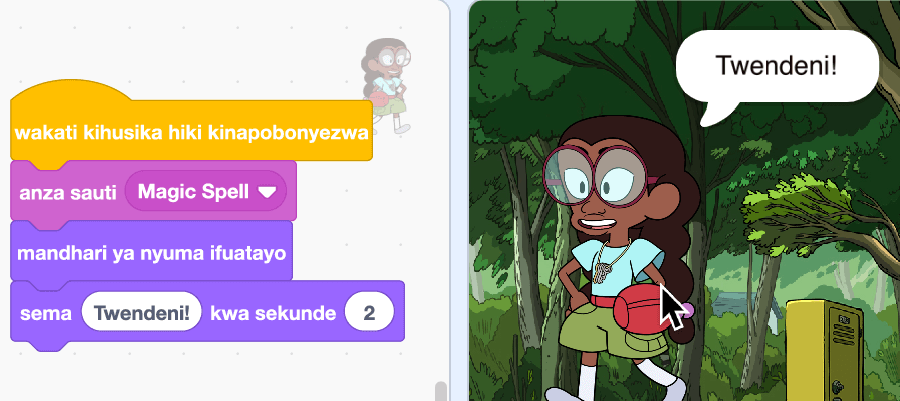 wakati kihusika hiki kinapobonyezwa
anza sauti Magic Spell
mandhari ya nyuma ifuatayo
sema Twendeni! kwa sekunde 2
Twendeni!